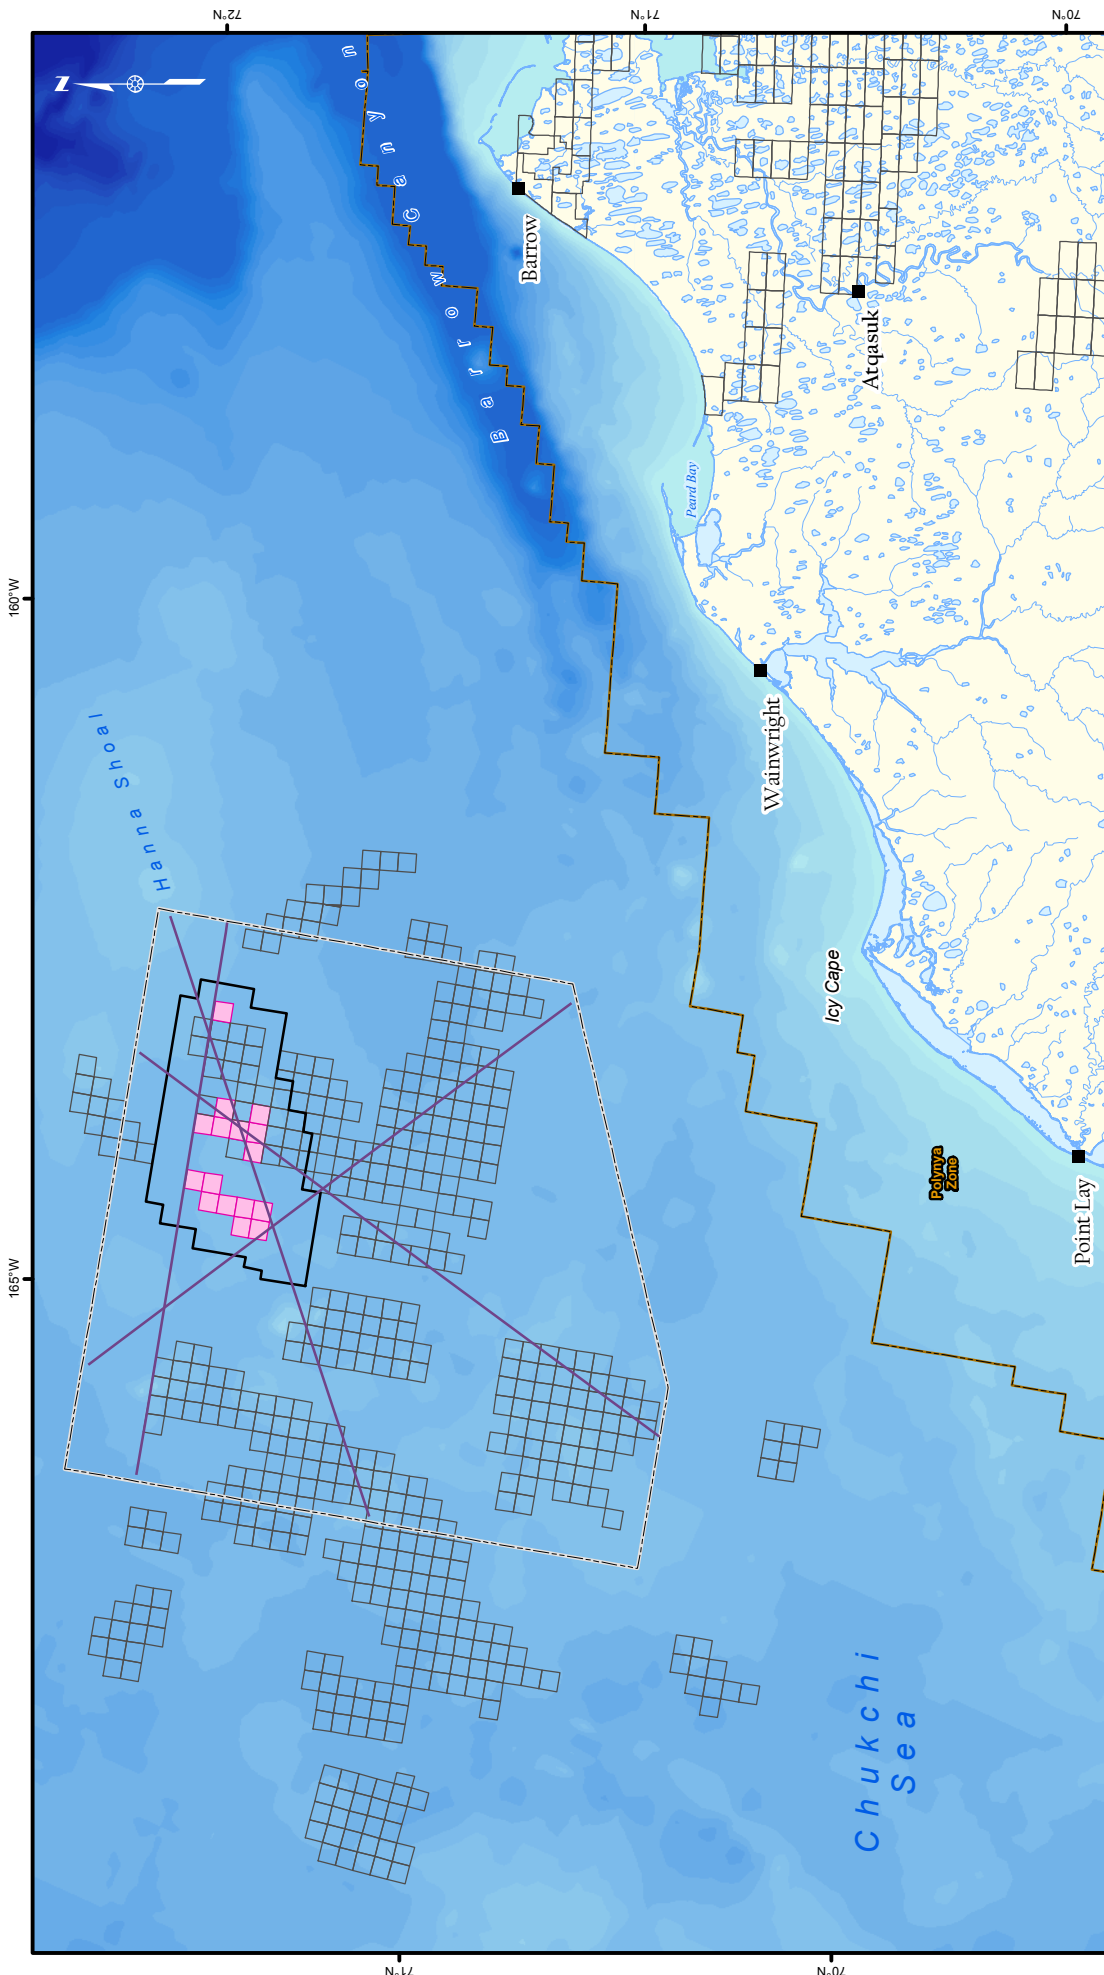 72°N
71°N
70°N
N
160°W
165°W
Barrow Canyon
Barrow
Atqasuk
Peard Bay
Hanna Shoal
Wainwright
Icy Cape
Polynya
Zone
Point Lay
Chukchi
Sea
71°N
70°N